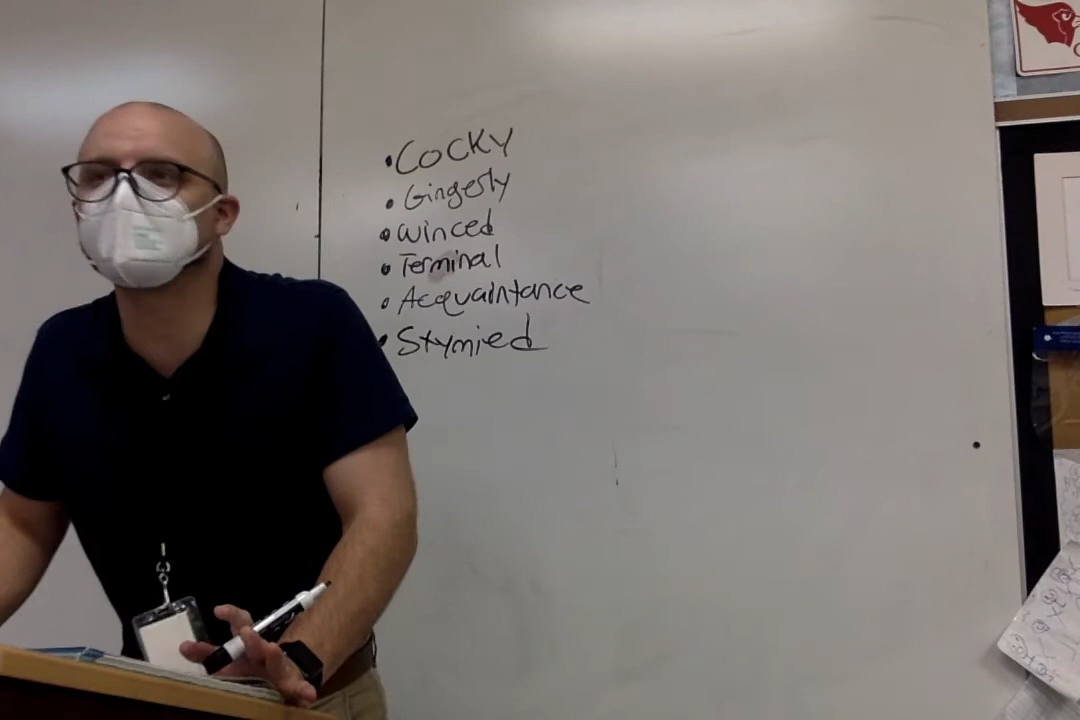 • Cocky
• Gingerly
• Winced
• Terminal
• Acquaintance
• Stymied